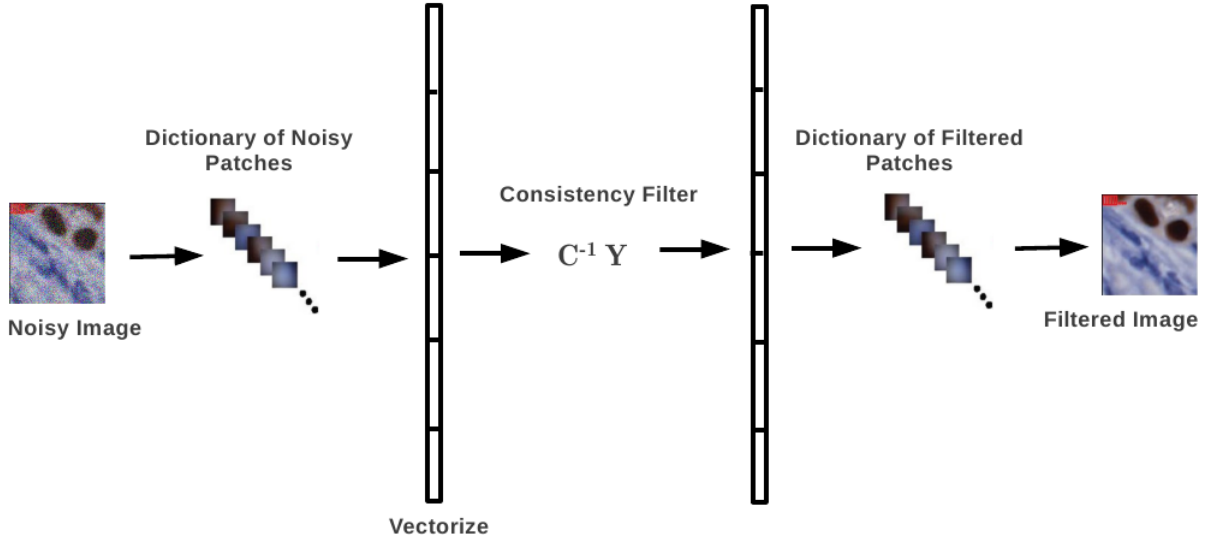 Dictionary of Noisy
Patches
Consistency Filter
C⁻¹ Y
Dictionary of Filtered
Patches
Noisy Image
Filtered Image
Vectorize